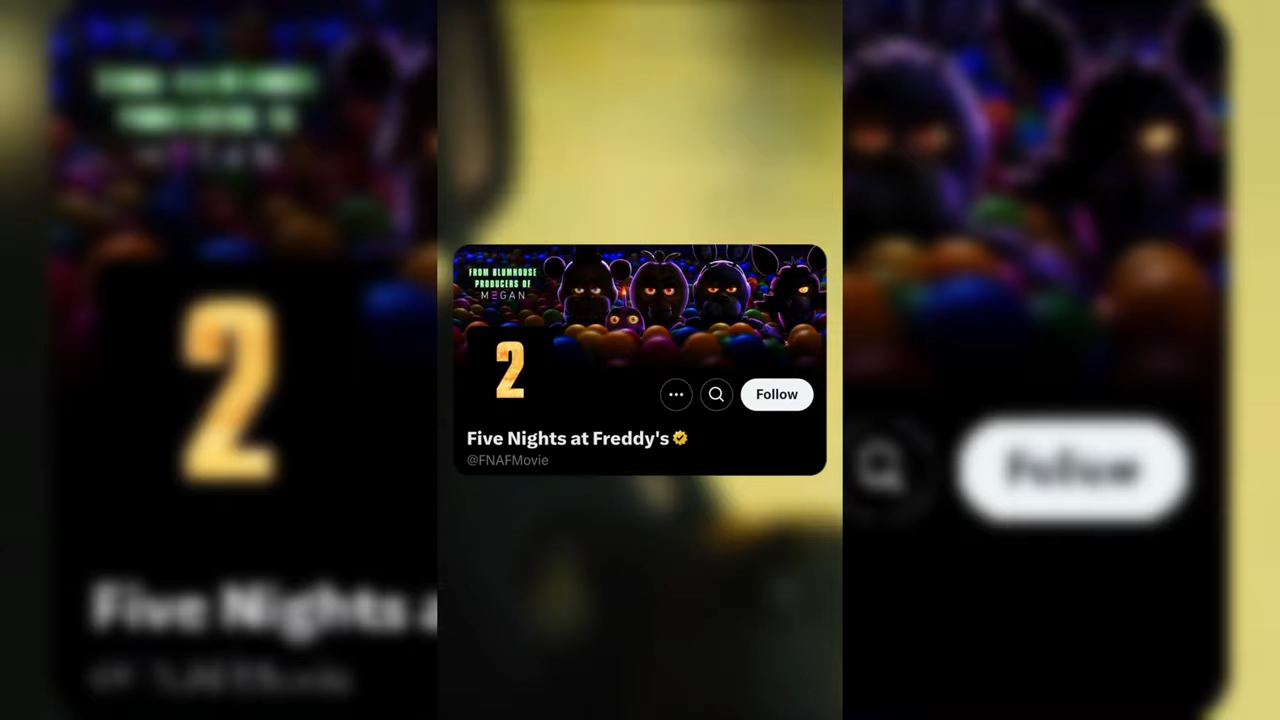 FROM BLUMHOUSE
PRODUCERS OF
M3GAN
2
Follow
Five Nights at Freddy's
@FNAFMovie